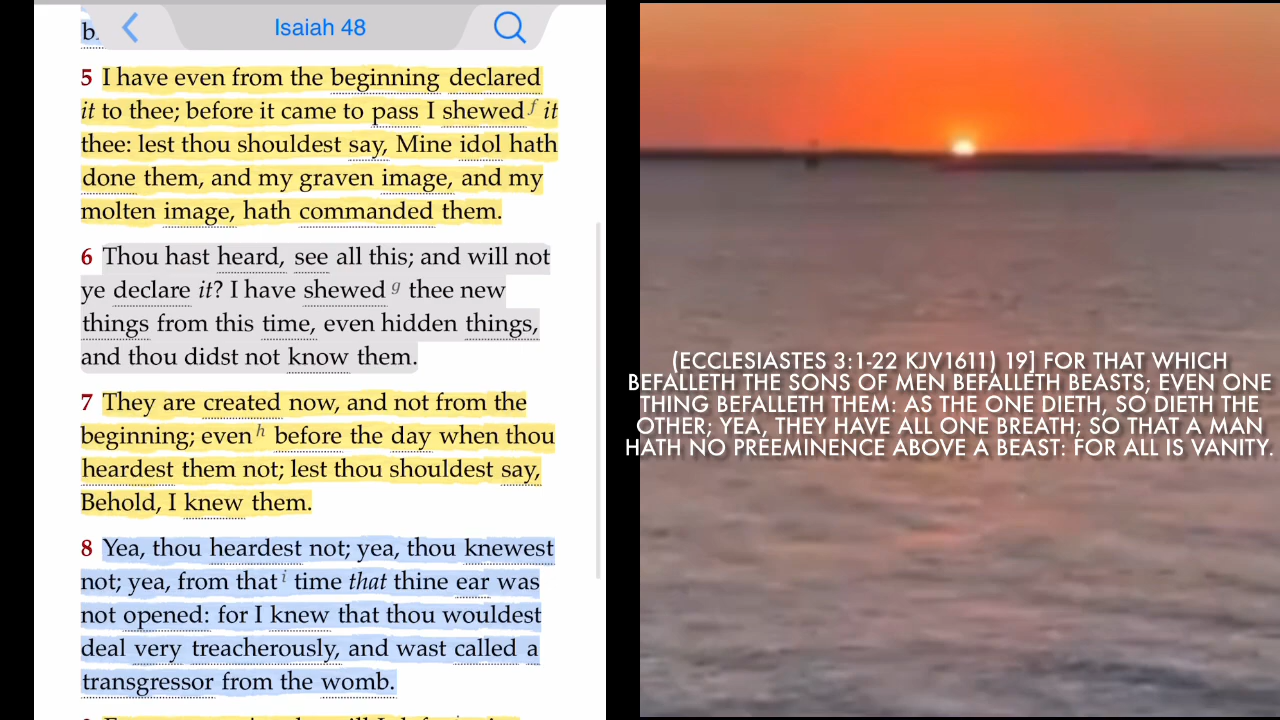 b.
Isaiah 48
5 I have even from the beginning declared
it to thee; before it came to pass I shewed f it
thee: lest thou shouldest say, Mine idol hath
done them, and my graven image, and my
molten image, hath commanded them.
6 Thou hast heard, see all this; and will not
ye declare it? I have shewed g thee new
things from this time, even hidden things,
and thou didst not know them.
7 They are created now, and not from the
beginning; even h before the day when thou
heardest them not; lest thou shouldest say,
Behold, I knew them.
8 Yea, thou heardest not; yea, thou knewest
not; yea, from that i time that thine ear was
not opened: for I knew that thou wouldest
deal very treacherously, and wast called a
transgressor from the womb.
(ECCLESIASTES 3:1-22 KJV1611) 19] FOR THAT WHICH
BEFALLETH THE SONS OF MEN BEFALLETH BEASTS; EVEN ONE
THING BEFALLETH THEM: AS THE ONE DIETH, SO DIETH THE
OTHER; YEA, THEY HAVE ALL ONE BREATH; SO THAT A MAN
HATH NO PREEMINENCE ABOVE A BEAST: FOR ALL IS VANITY.